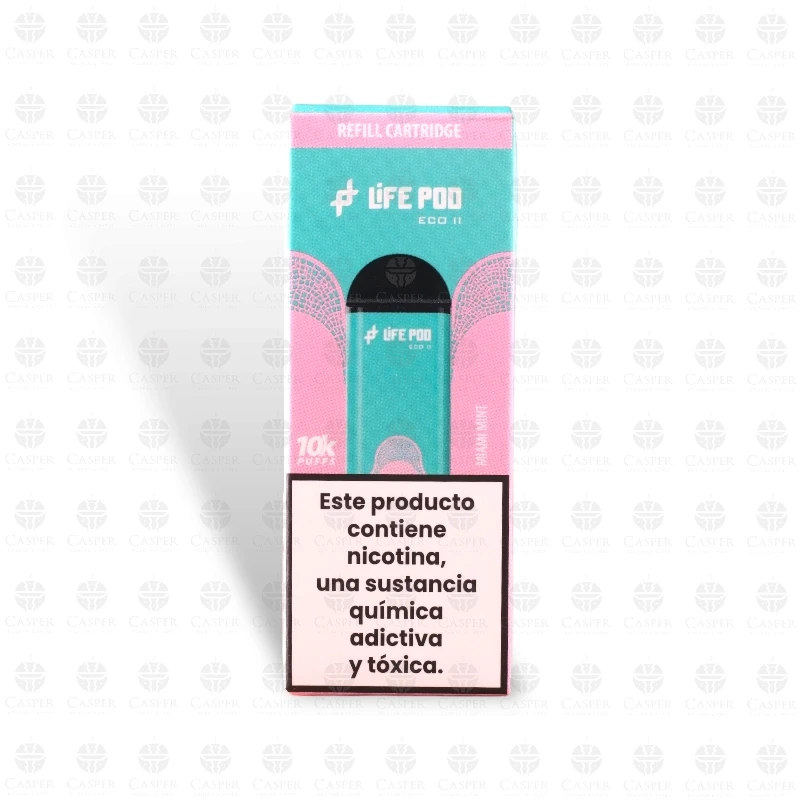 REFILL CARTRIDGE
LiFE POD
ECO II
LiFE POD
ECO II
10K
PUFFS
MIAMI MINT
Este producto
contiene
nicotina,
una sustancia
química
adictiva
y tóxica.
CASPER